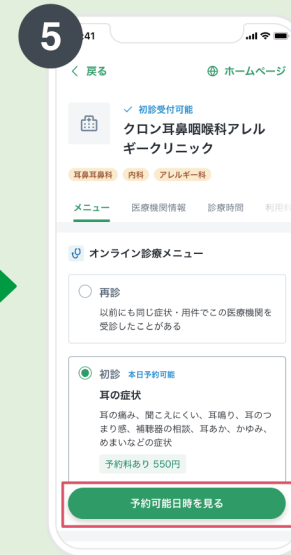 5
:41
戻る
ホームページ
初診受付可能
クロン耳鼻咽喉科アレル
ギークリニック
耳鼻耳鼻科 内科 アレルギー科
メニュー 医療機関情報 診療時間 利用
オンライン診療メニュー
再診
以前にも同じ症状・用件でこの医療機関を
受診したことがある
初診 本日予約可能
耳の症状
耳の痛み、聞こえにくい、耳鳴り、耳のつ
まり感、補聴器の相談、耳あか、かゆみ、
めまいなどの症状
予約料あり 550円
予約可能日時を見る